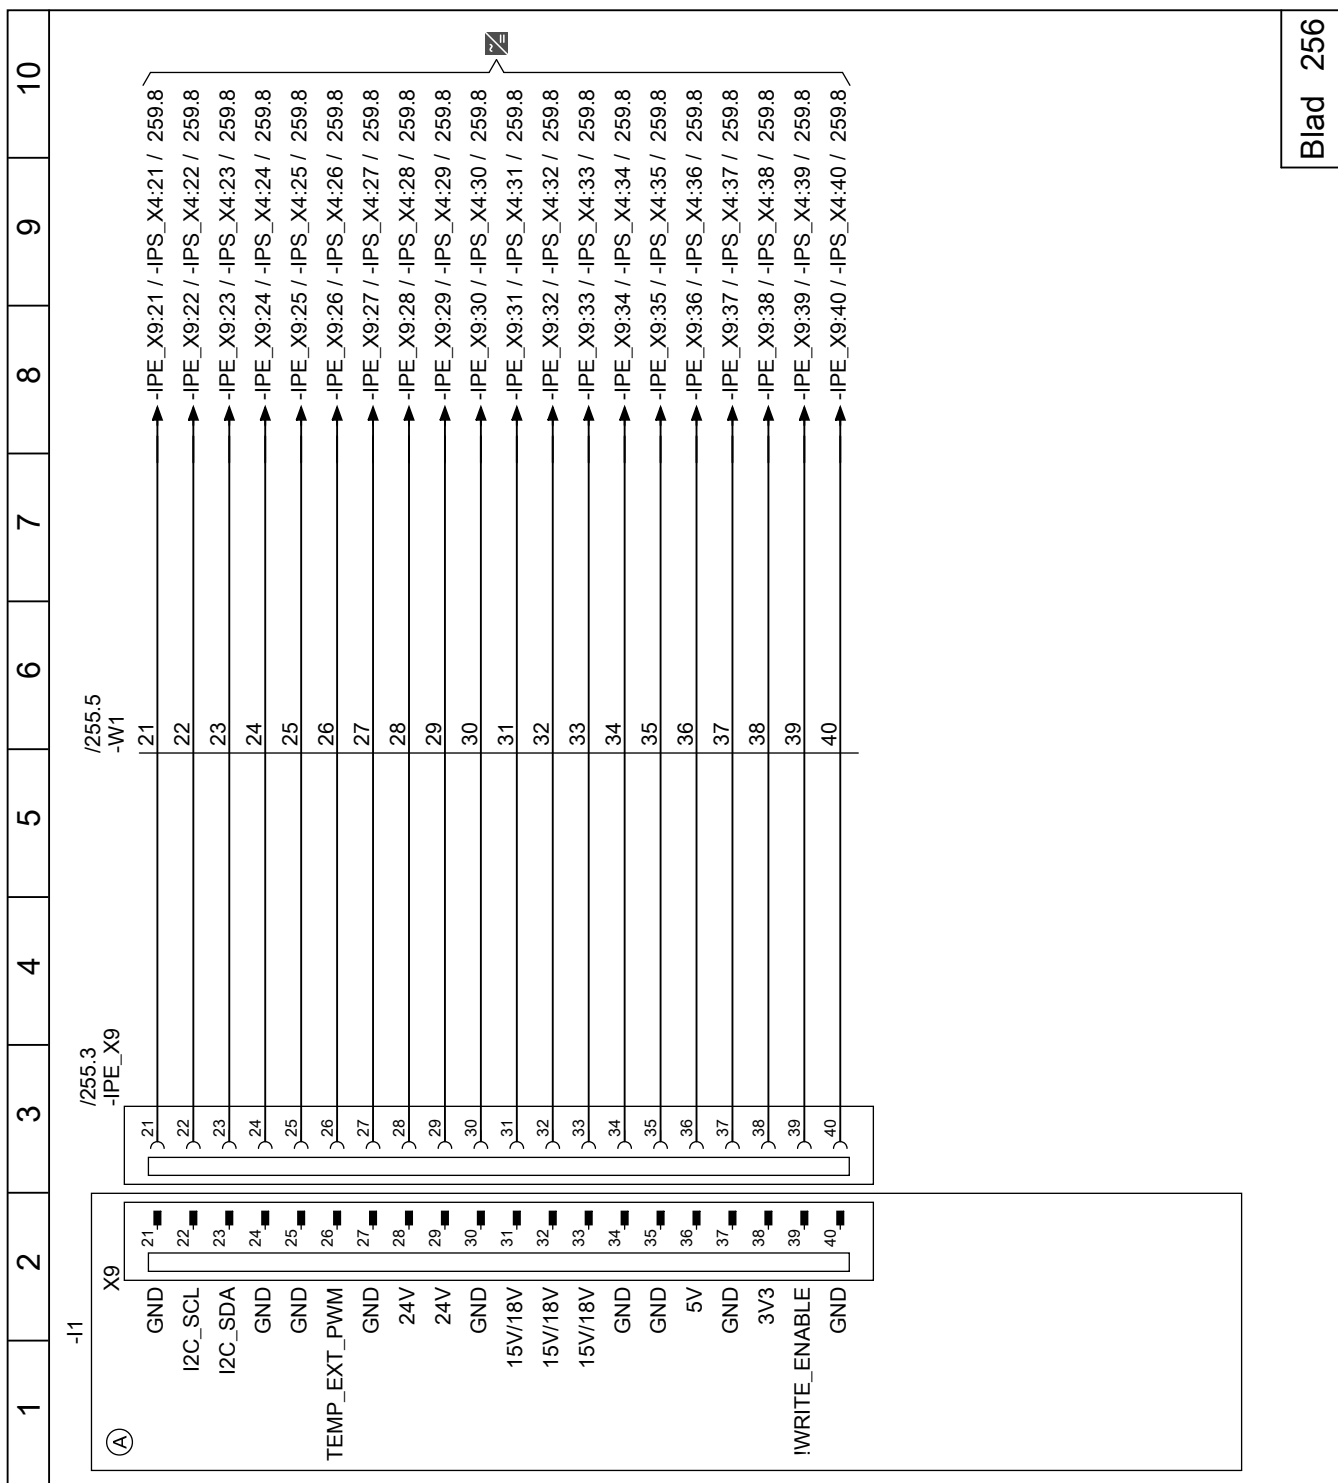 1
2
3
4
5
6
7
8
9
10
-I1
A
X9
/255.3
-IPE_X9
/255.5
-W1
GND 21 21 21 -IPE_X9:21 / -IPS_X4:21 / 259.8
I2C_SCL 22 22 22 -IPE_X9:22 / -IPS_X4:22 / 259.8
I2C_SDA 23 23 23 -IPE_X9:23 / -IPS_X4:23 / 259.8
GND 24 24 24 -IPE_X9:24 / -IPS_X4:24 / 259.8
GND 25 25 25 -IPE_X9:25 / -IPS_X4:25 / 259.8
TEMP_EXT_PWM 26 26 26 -IPE_X9:26 / -IPS_X4:26 / 259.8
GND 27 27 27 -IPE_X9:27 / -IPS_X4:27 / 259.8
24V 28 28 28 -IPE_X9:28 / -IPS_X4:28 / 259.8
24V 29 29 29 -IPE_X9:29 / -IPS_X4:29 / 259.8
GND 30 30 30 -IPE_X9:30 / -IPS_X4:30 / 259.8
15V/18V 31 31 31 -IPE_X9:31 / -IPS_X4:31 / 259.8
15V/18V 32 32 32 -IPE_X9:32 / -IPS_X4:32 / 259.8
15V/18V 33 33 33 -IPE_X9:33 / -IPS_X4:33 / 259.8
GND 34 34 34 -IPE_X9:34 / -IPS_X4:34 / 259.8
GND 35 35 35 -IPE_X9:35 / -IPS_X4:35 / 259.8
5V 36 36 36 -IPE_X9:36 / -IPS_X4:36 / 259.8
GND 37 37 37 -IPE_X9:37 / -IPS_X4:37 / 259.8
3V3 38 38 38 -IPE_X9:38 / -IPS_X4:38 / 259.8
!WRITE_ENABLE 39 39 39 -IPE_X9:39 / -IPS_X4:39 / 259.8
GND 40 40 40 -IPE_X9:40 / -IPS_X4:40 / 259.8
~/=
Blad 256